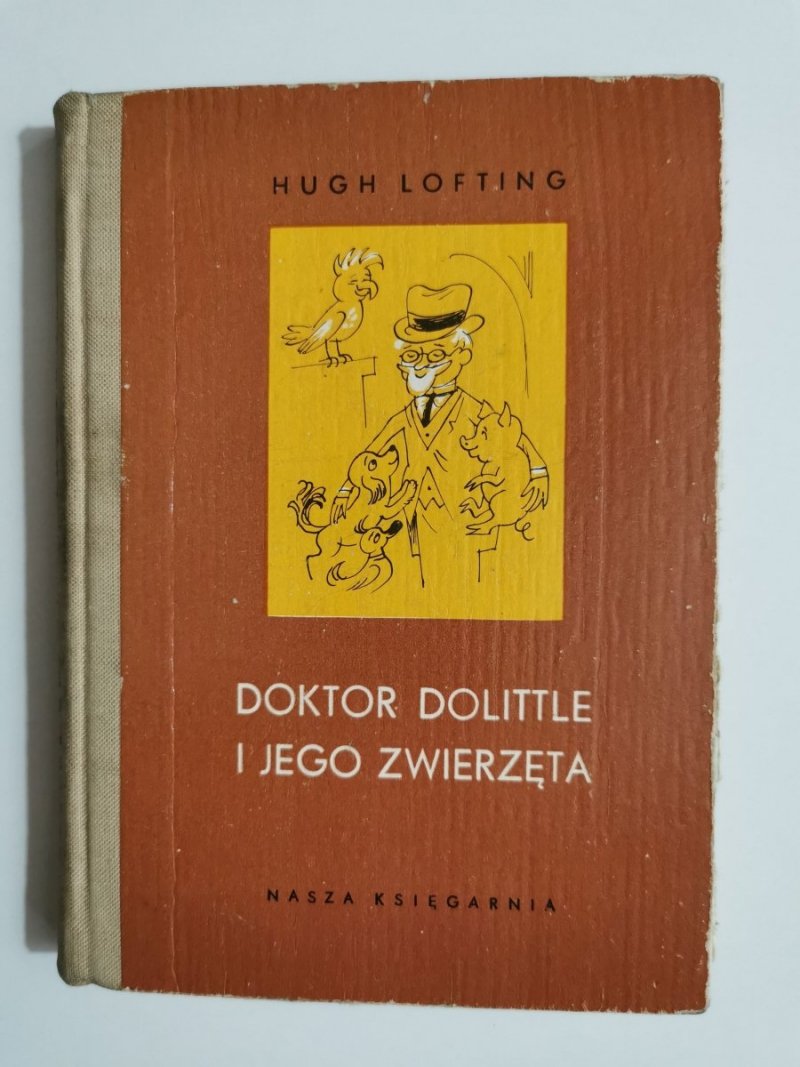 HUGH LOFTING
DOKTOR DOLITTLE
I JEGO ZWIERZĘTA
NASZA KSIĘGARNIA